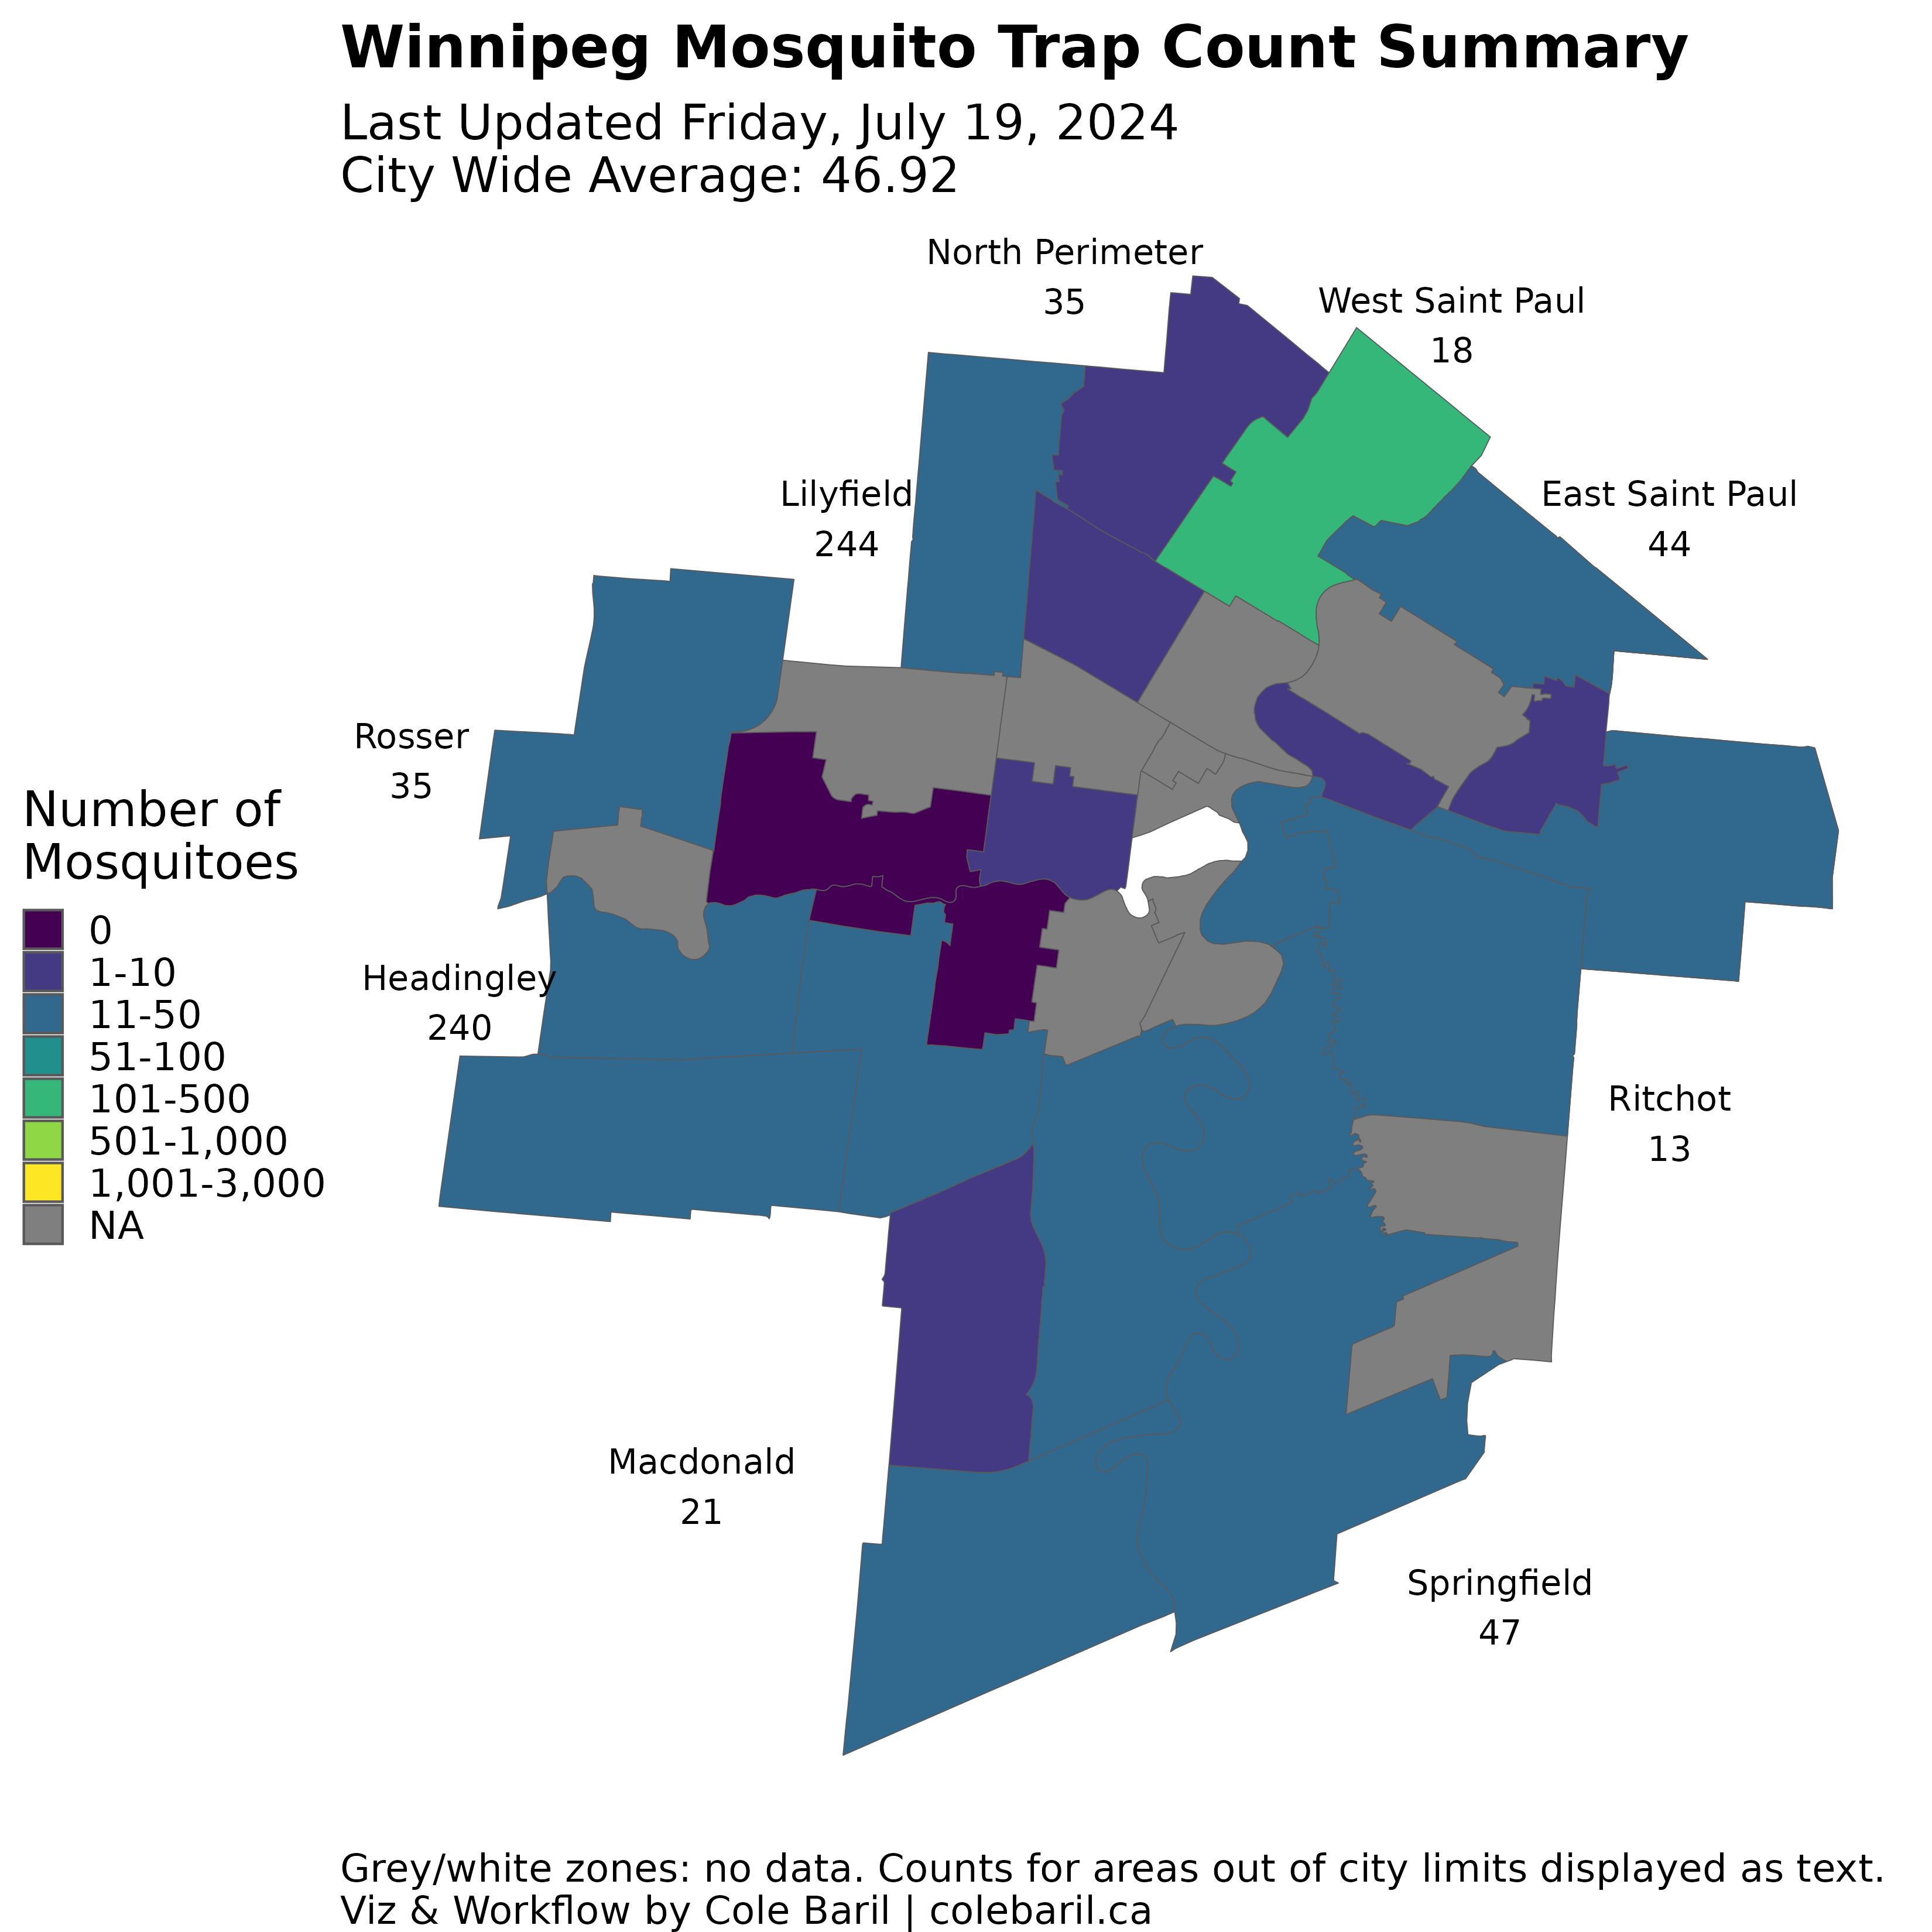 Winnipeg Mosquito Trap Count Summary
Last Updated Friday, July 19, 2024
City Wide Average: 46.92
North Perimeter
35
West Saint Paul
18
Lilyfield
244
East Saint Paul
44
Rosser
35
Number of
Mosquitoes
0
1-10
11-50
51-100
101-500
501-1,000
1,001-3,000
NA
Headingley
240
Ritchot
13
Macdonald
21
Springfield
47
Grey/white zones: no data. Counts for areas out of city limits displayed as text.
Viz & Workflow by Cole Baril | colebaril.ca